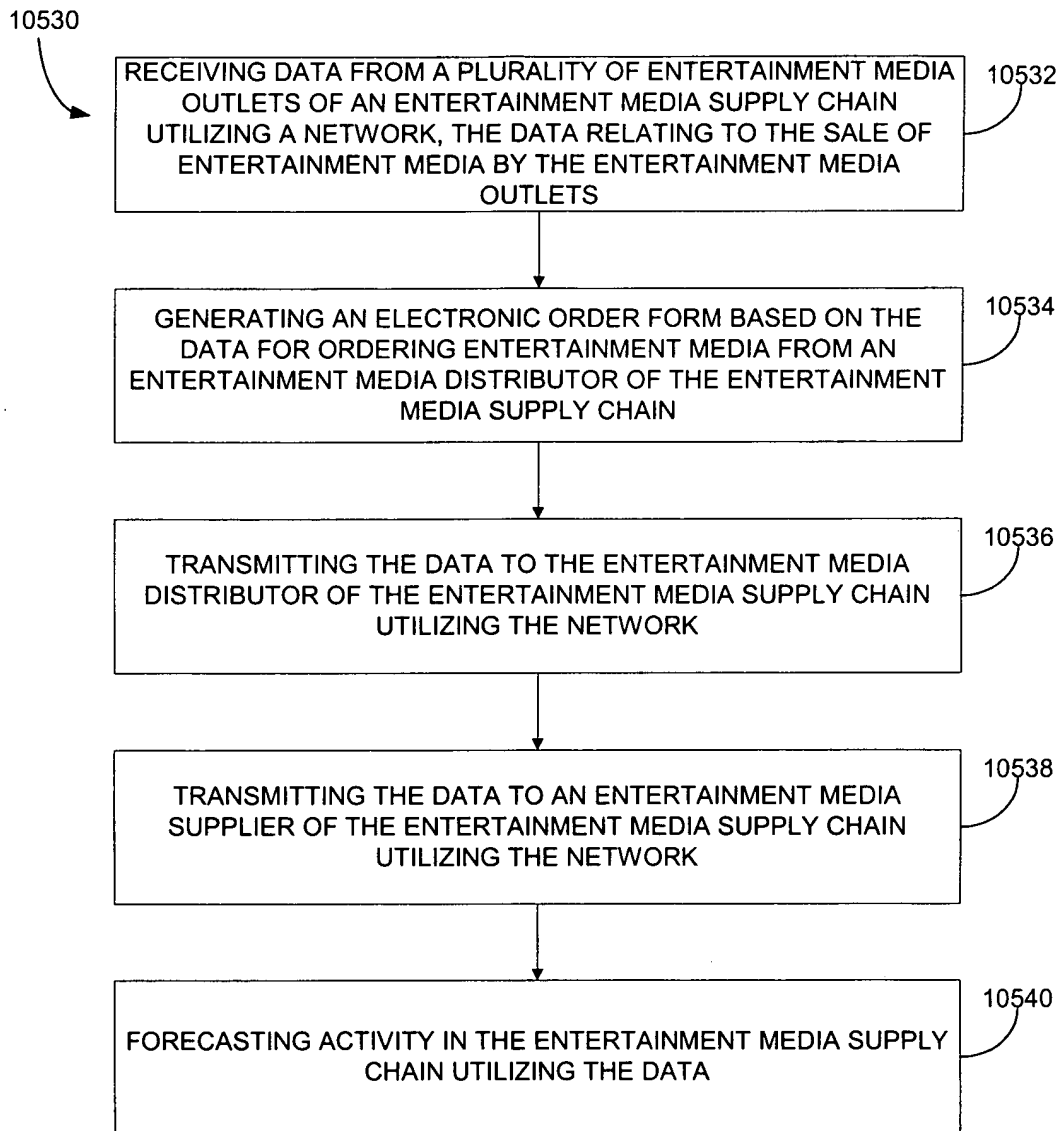 10530
RECEIVING DATA FROM A PLURALITY OF ENTERTAINMENT MEDIA
OUTLETS OF AN ENTERTAINMENT MEDIA SUPPLY CHAIN
UTILIZING A NETWORK, THE DATA RELATING TO THE SALE OF
ENTERTAINMENT MEDIA BY THE ENTERTAINMENT MEDIA
OUTLETS
10532
GENERATING AN ELECTRONIC ORDER FORM BASED ON THE
DATA FOR ORDERING ENTERTAINMENT MEDIA FROM AN
ENTERTAINMENT MEDIA DISTRIBUTOR OF THE ENTERTAINMENT
MEDIA SUPPLY CHAIN
10534
TRANSMITTING THE DATA TO THE ENTERTAINMENT MEDIA
DISTRIBUTOR OF THE ENTERTAINMENT MEDIA SUPPLY CHAIN
UTILIZING THE NETWORK
10536
TRANSMITTING THE DATA TO AN ENTERTAINMENT MEDIA
SUPPLIER OF THE ENTERTAINMENT MEDIA SUPPLY CHAIN
UTILIZING THE NETWORK
10538
FORECASTING ACTIVITY IN THE ENTERTAINMENT MEDIA SUPPLY
CHAIN UTILIZING THE DATA
10540